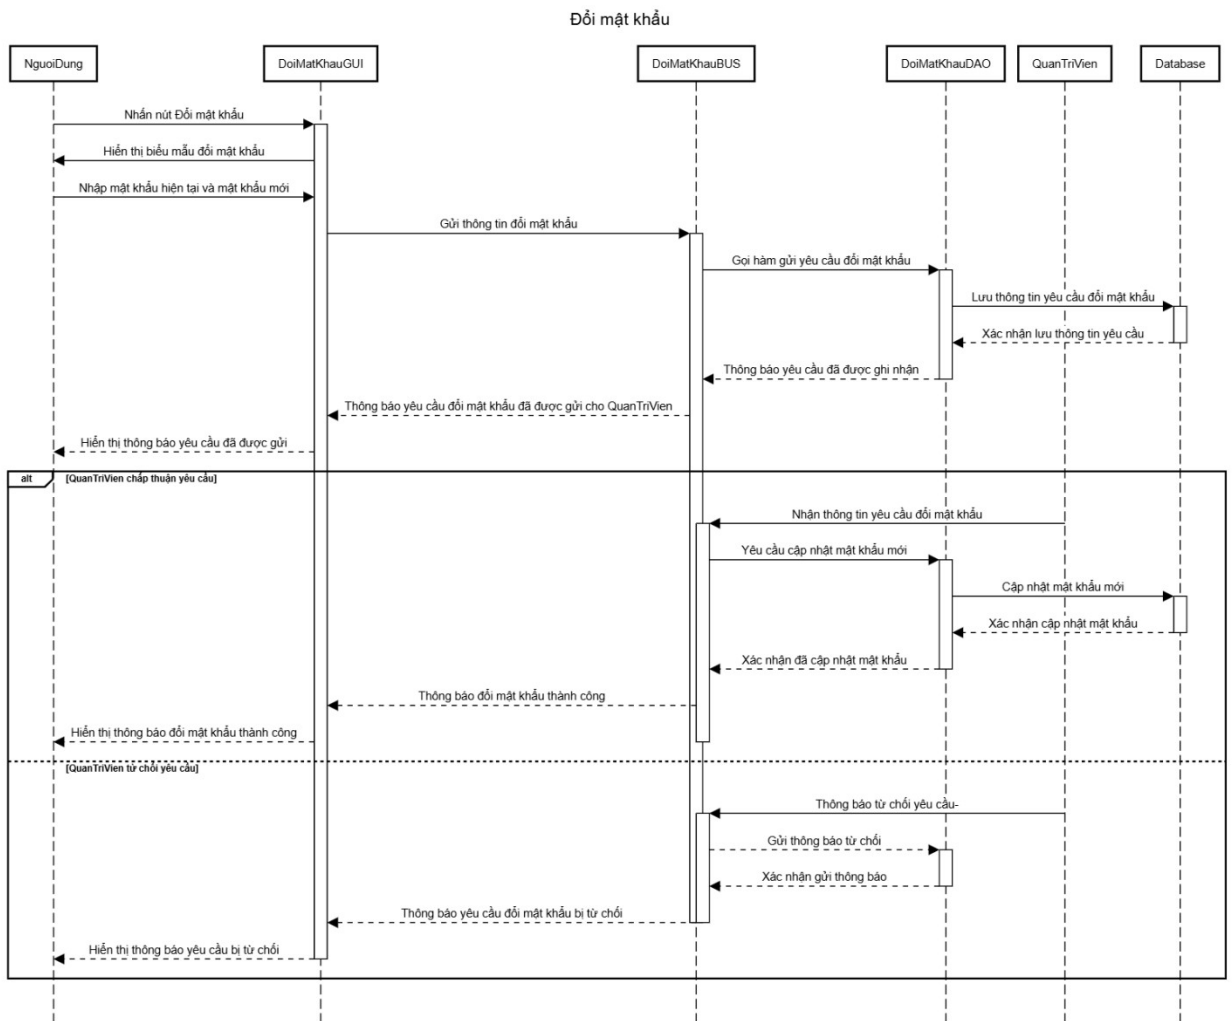 Đổi mật khẩu
NguoiDung
DoiMatKhauGUI
DoiMatKhauBUS
DoiMatKhauDAO
QuanTriVien
Database
Nhấn nút Đổi mật khẩu
Hiển thị biểu mẫu đổi mật khẩu
Nhập mật khẩu hiện tại và mật khẩu mới
Gửi thông tin đổi mật khẩu
Gọi hàm gửi yêu cầu đổi mật khẩu
Lưu thông tin yêu cầu đổi mật khẩu
Xác nhận lưu thông tin yêu cầu
Thông báo yêu cầu đã được ghi nhận
Thông báo yêu cầu đổi mật khẩu đã được gửi cho QuanTriVien
Hiển thị thông báo yêu cầu đã được gửi
alt
[QuanTriVien chấp thuận yêu cầu]
Nhận thông tin yêu cầu đổi mật khẩu
Yêu cầu cập nhật mật khẩu mới
Cập nhật mật khẩu mới
Xác nhận cập nhật mật khẩu
Xác nhận đã cập nhật mật khẩu
Thông báo đổi mật khẩu thành công
Hiển thị thông báo đổi mật khẩu thành công
[QuanTriVien từ chối yêu cầu]
Thông báo từ chối yêu cầu-
Gửi thông báo từ chối
Xác nhận gửi thông báo
Thông báo yêu cầu đổi mật khẩu bị từ chối
Hiển thị thông báo yêu cầu bị từ chối